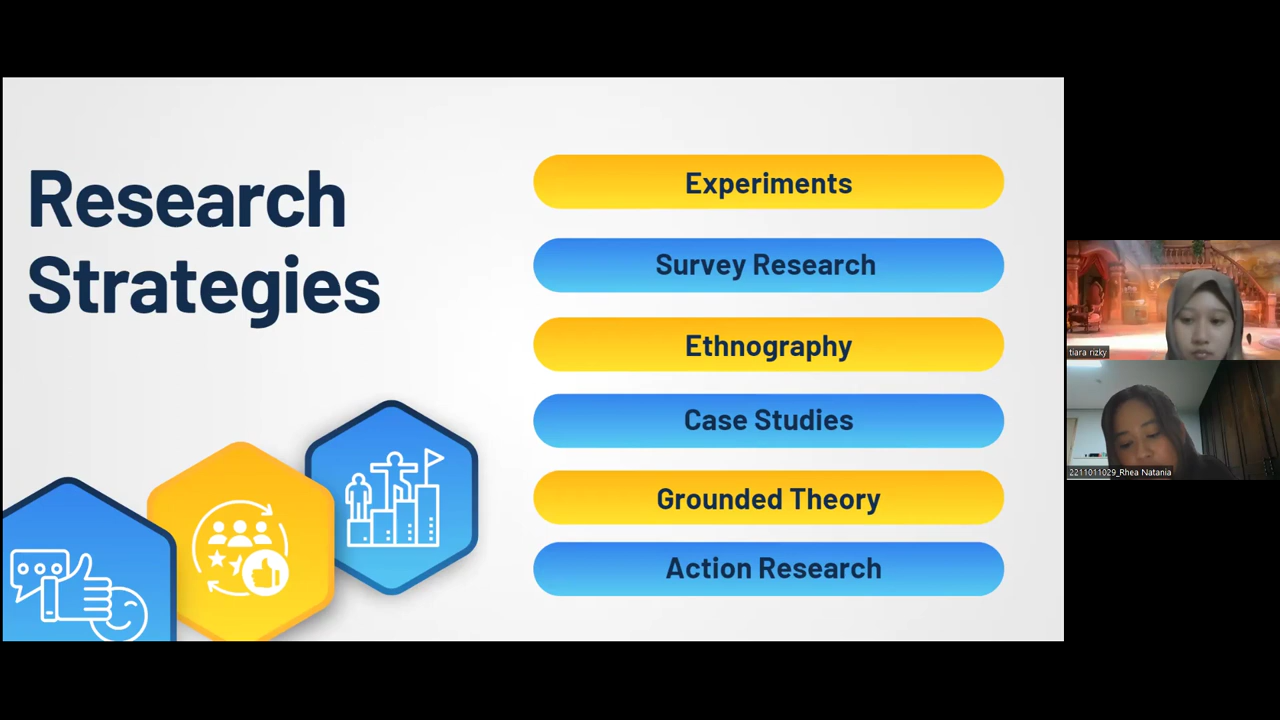 Research
Strategies
Experiments
Survey Research
Ethnography
Case Studies
Grounded Theory
Action Research
tiara rizky
2211011029_Rhea Natania